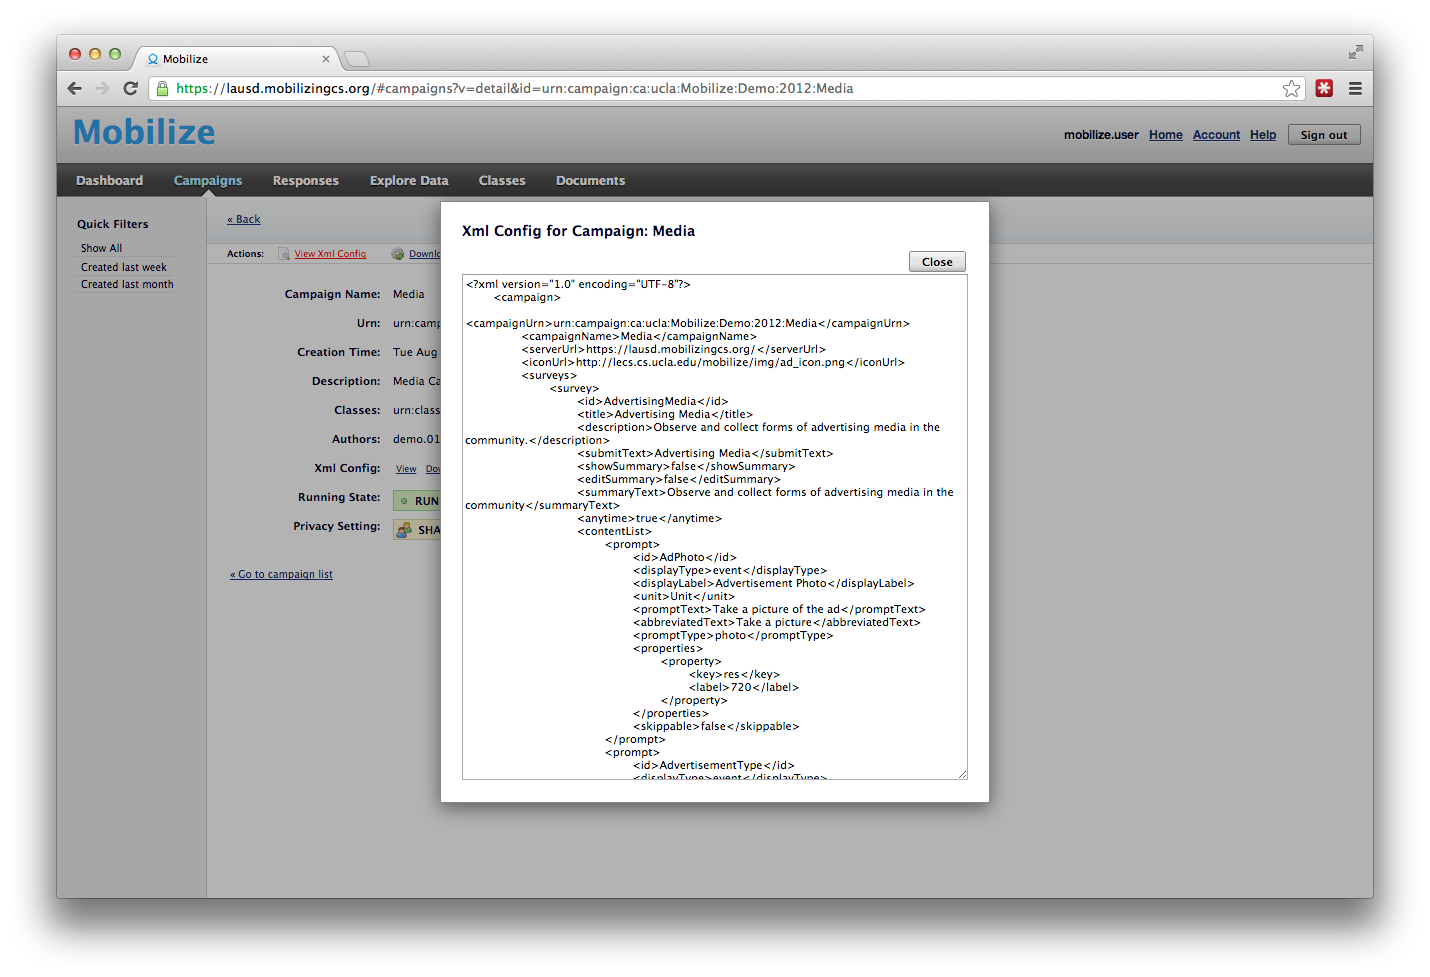 Mobilize
https://lausd.mobilizingcs.org/#campaigns?v=detail&id=urn:campaign:ca:ucla:Mobilize:Demo:2012:Media
Mobilize
mobilize.user Home Account Help Sign out
Dashboard Campaigns Responses Explore Data Classes Documents
Quick Filters
Show All
Created last week
Created last month
« Back
Actions: View Xml Config Downl
Campaign Name: Media
Urn: urn:camp
Creation Time: Tue Aug
Description: Media Ca
Classes: urn:class
Authors: demo.01
Xml Config: View Do
Running State: RUN
Privacy Setting: SHA
« Go to campaign list
Xml Config for Campaign: Media
Close
<?xml version="1.0" encoding="UTF-8"?>
<campaign>
<campaignUrn>urn:campaign:ca:ucla:Mobilize:Demo:2012:Media</campaignUrn>
<campaignName>Media</campaignName>
<serverUrl>https://lausd.mobilizingcs.org/</serverUrl>
<iconUrl>http://lecs.cs.ucla.edu/mobilize/img/ad_icon.png</iconUrl>
<surveys>
<survey>
<id>AdvertisingMedia</id>
<title>Advertising Media</title>
<description>Observe and collect forms of advertising media in the
community.</description>
<submitText>Advertising Media</submitText>
<showSummary>false</showSummary>
<editSummary>false</editSummary>
<summaryText>Observe and collect forms of advertising media in the
community</summaryText>
<anytime>true</anytime>
<contentList>
<prompt>
<id>AdPhoto</id>
<displayType>event</displayType>
<displayLabel>Advertisement Photo</displayLabel>
<unit>Unit</unit>
<promptText>Take a picture of the ad</promptText>
<abbreviatedText>Take a picture</abbreviatedText>
<promptType>photo</promptType>
<properties>
<property>
<key>res</key>
<label>720</label>
</property>
</properties>
<skippable>false</skippable>
</prompt>
<prompt>
<id>AdvertisementType</id>
<displayType>event</displayType>